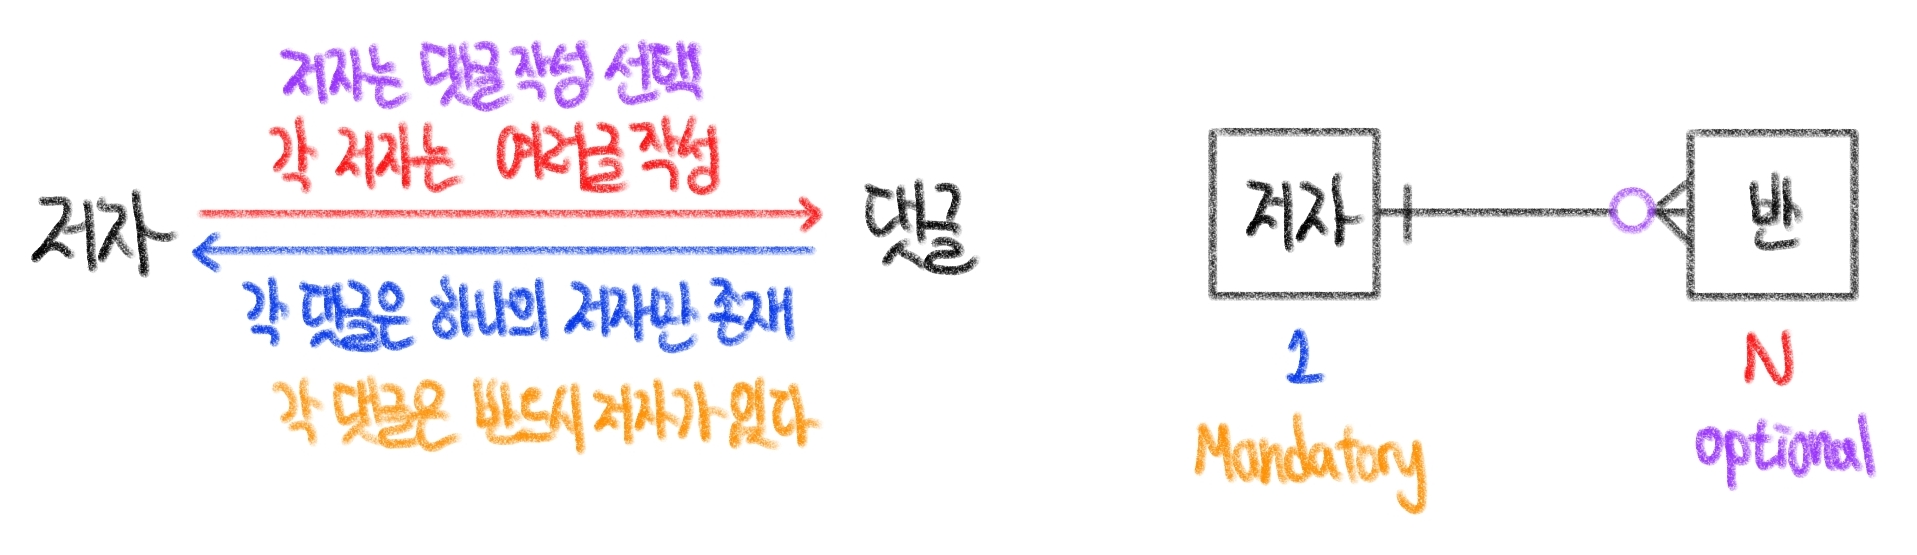 저자는 댓글작성 선택
각 저자는 여러글 작성
저자
댓글
각 댓글은 하나의 저자만 존재
각 댓글은 반드시 저자가 있다
저자
반
1
N
Mandatory
optional